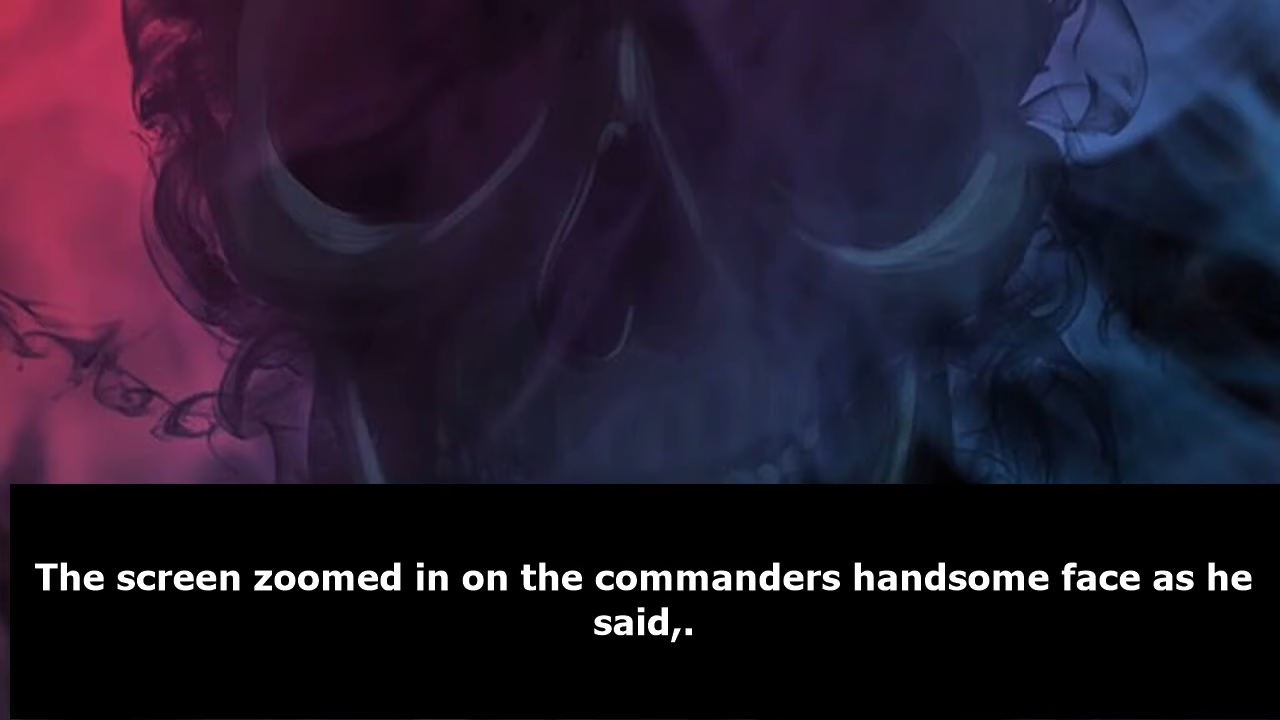 The screen zoomed in on the commanders handsome face as he
said,.